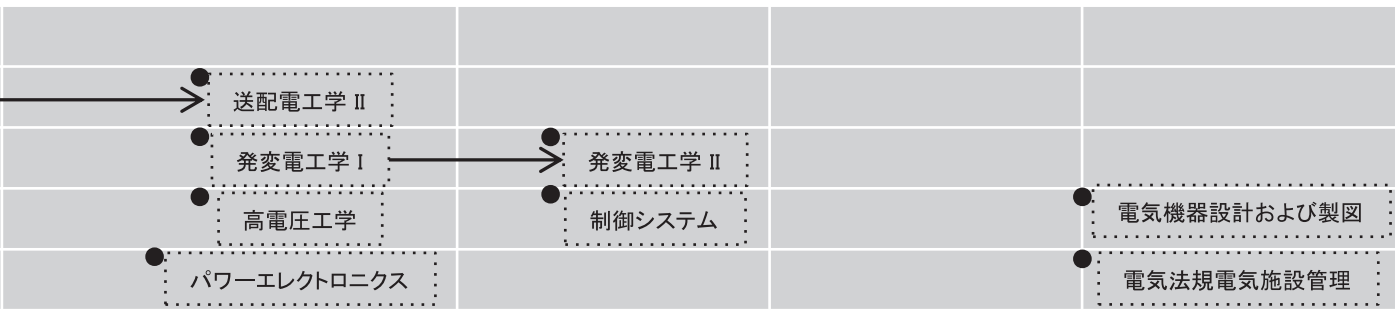 送配電工学 II
発変電工学 I
発変電工学 II
高電圧工学
制御システム
電気機器設計および製図
パワーエレクトロニクス
電気法規電気施設管理